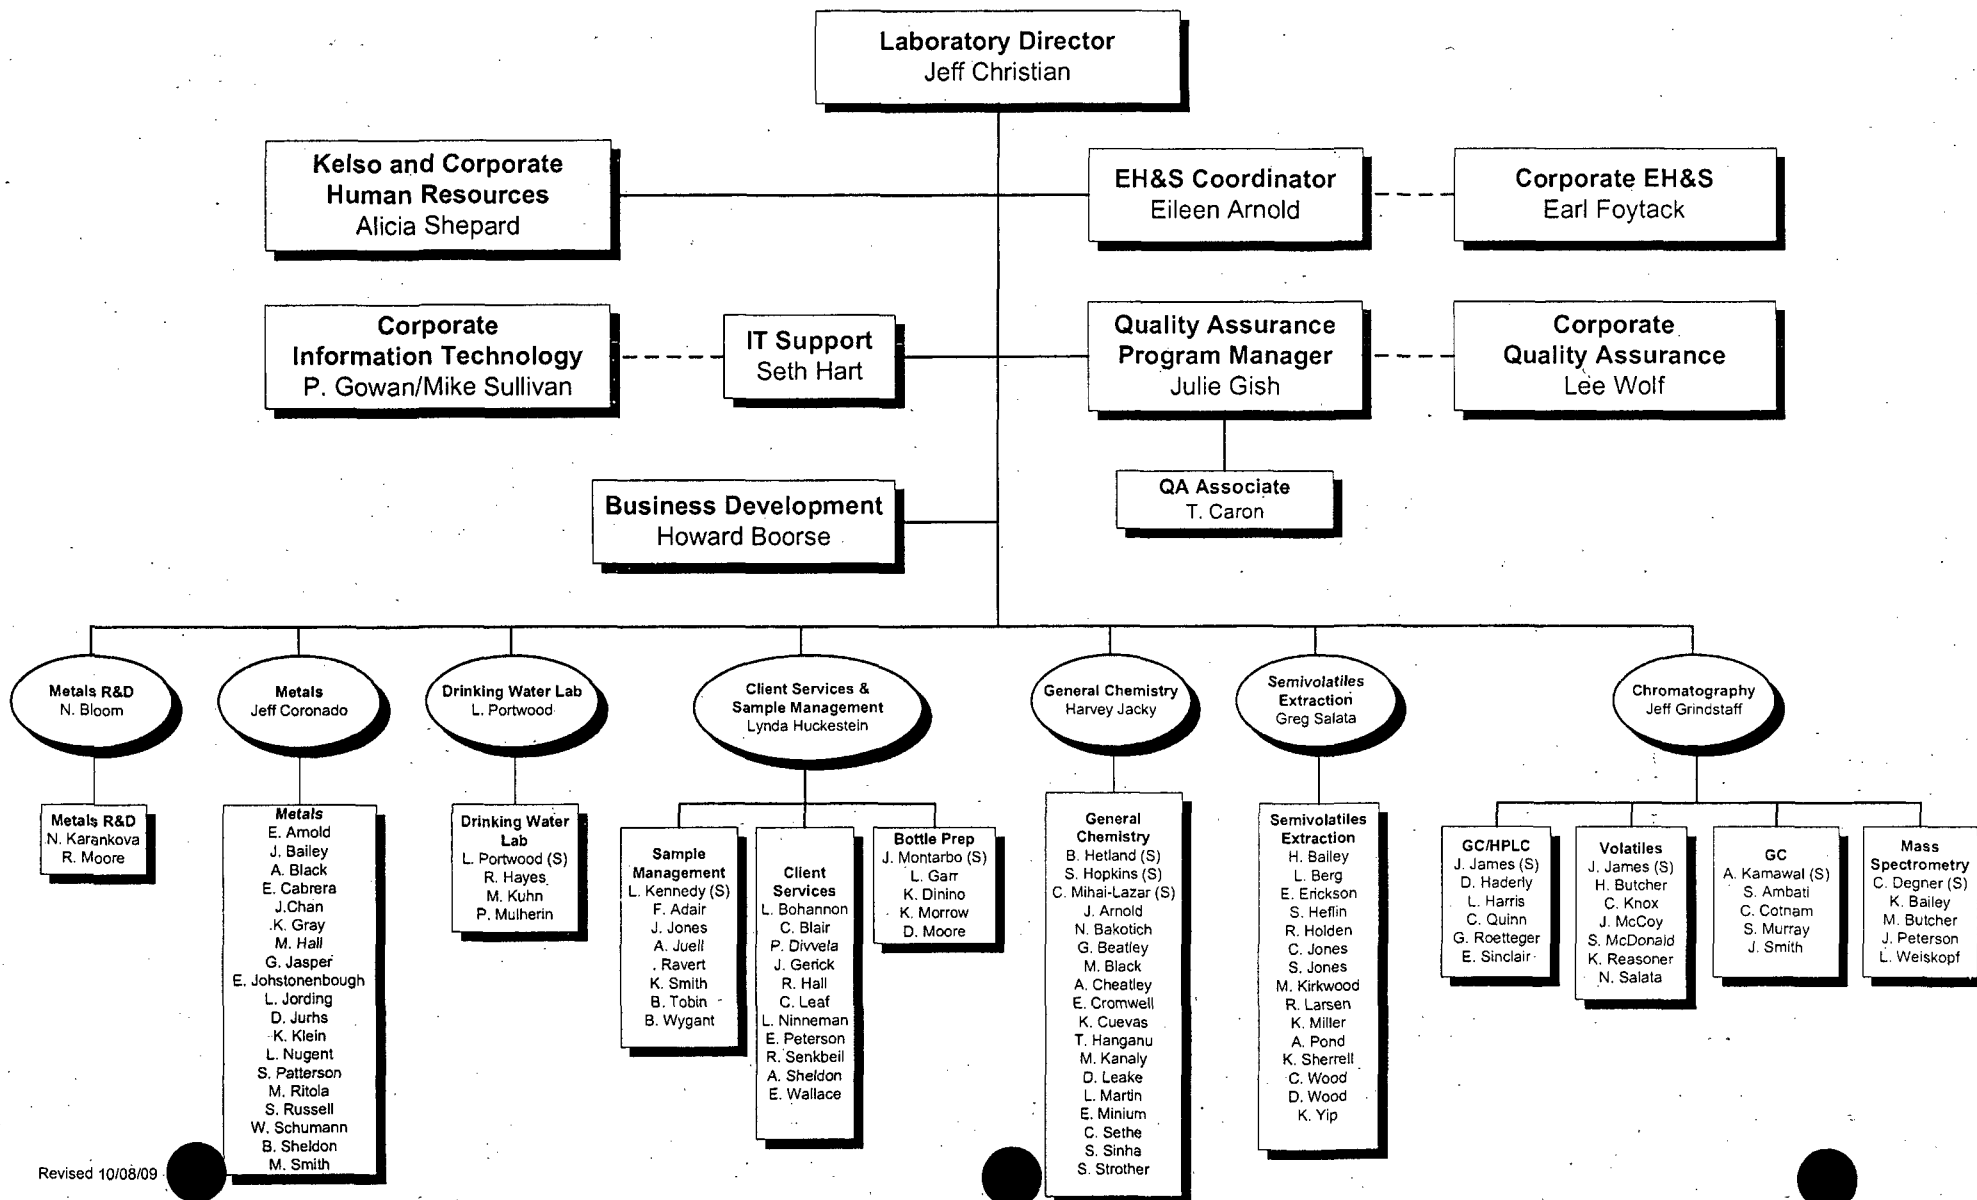 Laboratory Director
Jeff Christian
Kelso and Corporate
Human Resources
Alicia Shepard
EH&S Coordinator
Eileen Arnold
Corporate EH&S
Earl Foytack
Corporate
Information Technology
P. Gowan/Mike Sullivan
IT Support
Seth Hart
Quality Assurance
Program Manager
Julie Gish
Corporate
Quality Assurance
Lee Wolf
Business Development
Howard Boorse
QA Associate
T. Caron
Metals R&D
N. Bloom
Metals
Jeff Coronado
Drinking Water Lab
L. Portwood
Client Services &
Sample Management
Lynda Huckestein
General Chemistry
Harvey Jacky
Semivolatiles
Extraction
Greg Salata
Chromatography
Jeff Grindstaff
Metals R&D
N. Karankova
R. Moore
Metals
E. Arnold
J. Bailey
A. Black
E. Cabrera
J.Chan
K. Gray
M. Hall
G. Jasper
E. Johstonenbough
L. Jording
D. Jurhs
K. Klein
L. Nugent
S. Patterson
M. Ritola
S. Russell
W. Schumann
B. Sheldon
M. Smith
Drinking Water
Lab
L. Portwood (S)
R. Hayes
M. Kuhn
P. Mulherin
Sample
Management
L. Kennedy (S)
F. Adair
J. Jones
A. Juell
. Ravert
K. Smith
B. Tobin
B. Wygant
Client
Services
L. Bohannon
C. Blair
P. Divvela
J. Gerick
R. Hall
C. Leaf
L. Ninneman
E. Peterson
R. Senkbeil
A. Sheldon
E. Wallace
Bottle Prep
J. Montarbo (S)
L. Garr
K. Dinino
K. Morrow
D. Moore
General
Chemistry
B. Hetland (S)
S. Hopkins (S)
C. Mihai-Lazar (S)
J. Arnold
N. Bakotich
G. Beatley
M. Black
A. Cheatley
E. Cromwell
K. Cuevas
T. Hanganu
M. Kanaly
D. Leake
L. Martin
E. Minium
C. Sethe
S. Sinha
S. Strother
Semivolatiles
Extraction
H. Bailey
L. Berg
E. Erickson
S. Heflin
R. Holden
C. Jones
S. Jones
M. Kirkwood
R. Larsen
K. Miller
A. Pond
K. Sherrell
C. Wood
D. Wood
K. Yip
GC/HPLC
J. James (S)
D. Haderly
L. Harris
C. Quinn
G. Roetteger
E. Sinclair
Volatiles
J. James (S)
H. Butcher
C. Knox
J. McCoy
S. McDonald
K. Reasoner
N. Salata
GC
A. Kamawal (S)
S. Ambati
C. Cotnam
S. Murray
J. Smith
Mass
Spectrometry
C. Degner (S)
K. Bailey
M. Butcher
J. Peterson
L. Weiskopf
Revised 10/08/09